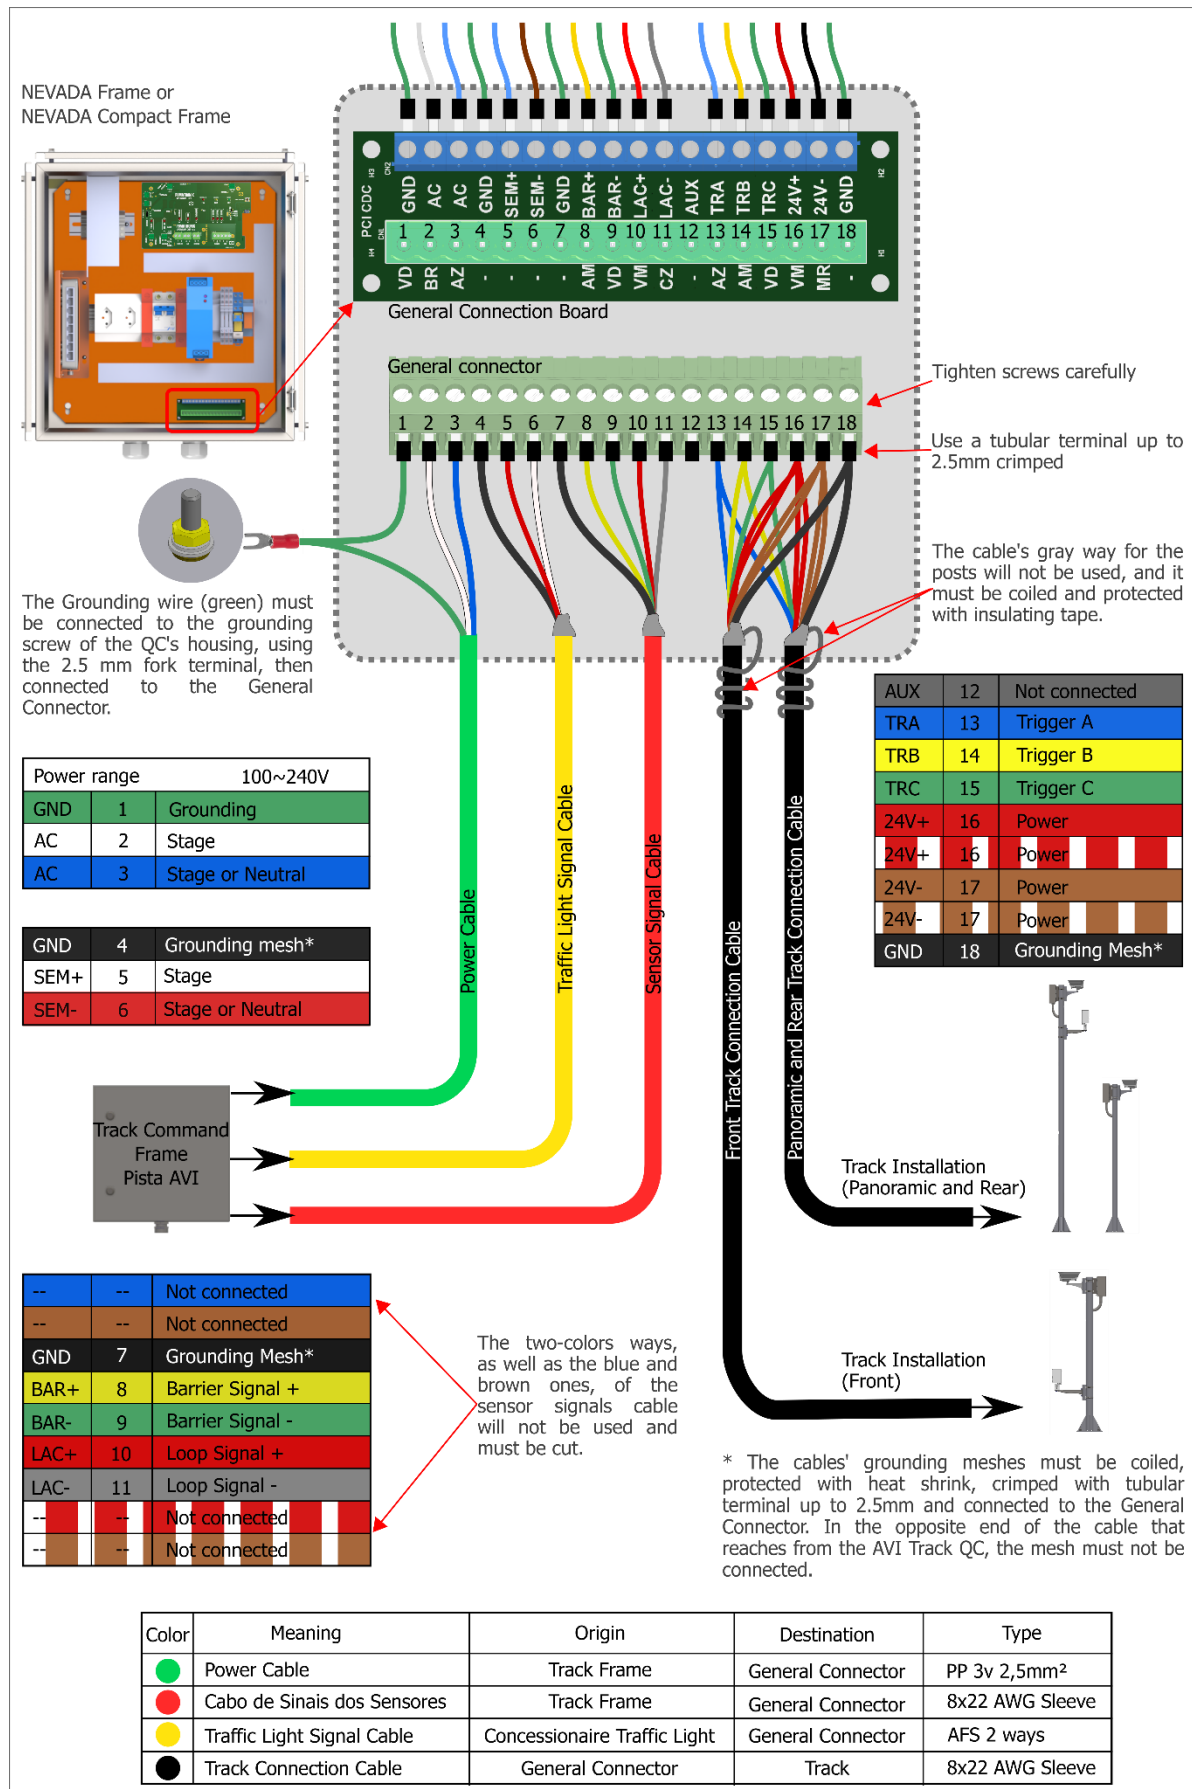 NEVADA Frame or
NEVADA Compact Frame
PCI CDC
H3
CN2
H2
GND AC AC GND SEM+ SEM- GND BAR+ BAR- LAC+ LAC- AUX TRA TRB TRC 24V+ 24V- GND
CN1
1 2 3 4 5 6 7 8 9 10 11 12 13 14 15 16 17 18
H4
H1
VD BR AZ - - - - AM VD VM CZ - AZ AM VD VM MR -
General Connection Board
General connector
1 2 3 4 5 6 7 8 9 10 11 12 13 14 15 16 17 18
Tighten screws carefully
Use a tubular terminal up to
2.5mm crimped
The cable's gray way for the
posts will not be used, and it
must be coiled and protected
with insulating tape.
The Grounding wire (green) must
be connected to the grounding
screw of the QC's housing, using
the 2.5 mm fork terminal, then
connected to the General
Connector.
AUX 12 Not connected
TRA 13 Trigger A
TRB 14 Trigger B
TRC 15 Trigger C
24V+ 16 Power
24V+ 16 Power
24V- 17 Power
24V- 17 Power
GND 18 Grounding Mesh*
Power range 100~240V
GND 1 Grounding
AC 2 Stage
AC 3 Stage or Neutral
GND 4 Grounding mesh*
SEM+ 5 Stage
SEM- 6 Stage or Neutral
Power Cable
Traffic Light Signal Cable
Sensor Signal Cable
Front Track Connection Cable
Panoramic and Rear Track Connection Cable
Track Command
Frame
Pista AVI
Track Installation
(Panoramic and Rear)
Track Installation
(Front)
-- -- Not connected
-- -- Not connected
GND 7 Grounding Mesh*
BAR+ 8 Barrier Signal +
BAR- 9 Barrier Signal -
LAC+ 10 Loop Signal +
LAC- 11 Loop Signal -
-- -- Not connected
-- -- Not connected
The two-colors ways,
as well as the blue and
brown ones, of the
sensor signals cable
will not be used and
must be cut.
* The cables' grounding meshes must be coiled,
protected with heat shrink, crimped with tubular
terminal up to 2.5mm and connected to the General
Connector. In the opposite end of the cable that
reaches from the AVI Track QC, the mesh must not be
connected.
Color Meaning Origin Destination Type
Power Cable Track Frame General Connector PP 3v 2,5mm²
Cabo de Sinais dos Sensores Track Frame General Connector 8x22 AWG Sleeve
Traffic Light Signal Cable Concessionaire Traffic Light General Connector AFS 2 ways
Track Connection Cable General Connector Track 8x22 AWG Sleeve